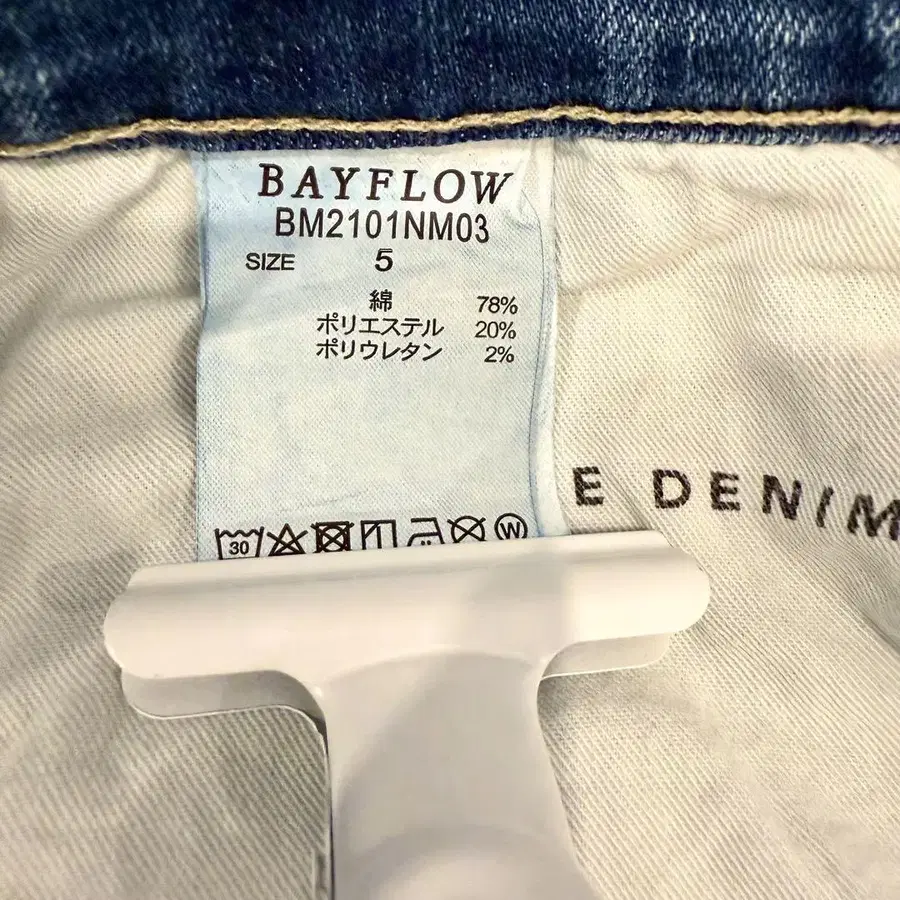 BAYFLOW
BM2101NM03
SIZE 5
綿 78%
ポリエステル 20%
ポリウレタン 2%
E DENIM
30
W